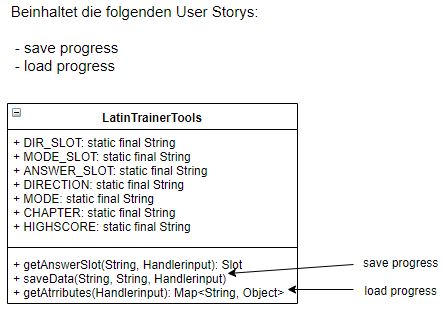 Beinhaltet die folgenden User Storys:
- save progress
- load progress
LatinTrainerTools
+ DIR_SLOT: static final String
+ MODE_SLOT: static final String
+ ANSWER_SLOT: static final String
+ DIRECTION: static final String
+ MODE: static final String
+ CHAPTER: static final String
+ HIGHSCORE: static final String
+ getAnswerSlot(String, Handlerinput): Slot
+ saveData(String, String, Handlerinput)
+ getAtrributes(Handlerinput): Map<String, Object>
save progress
load progress